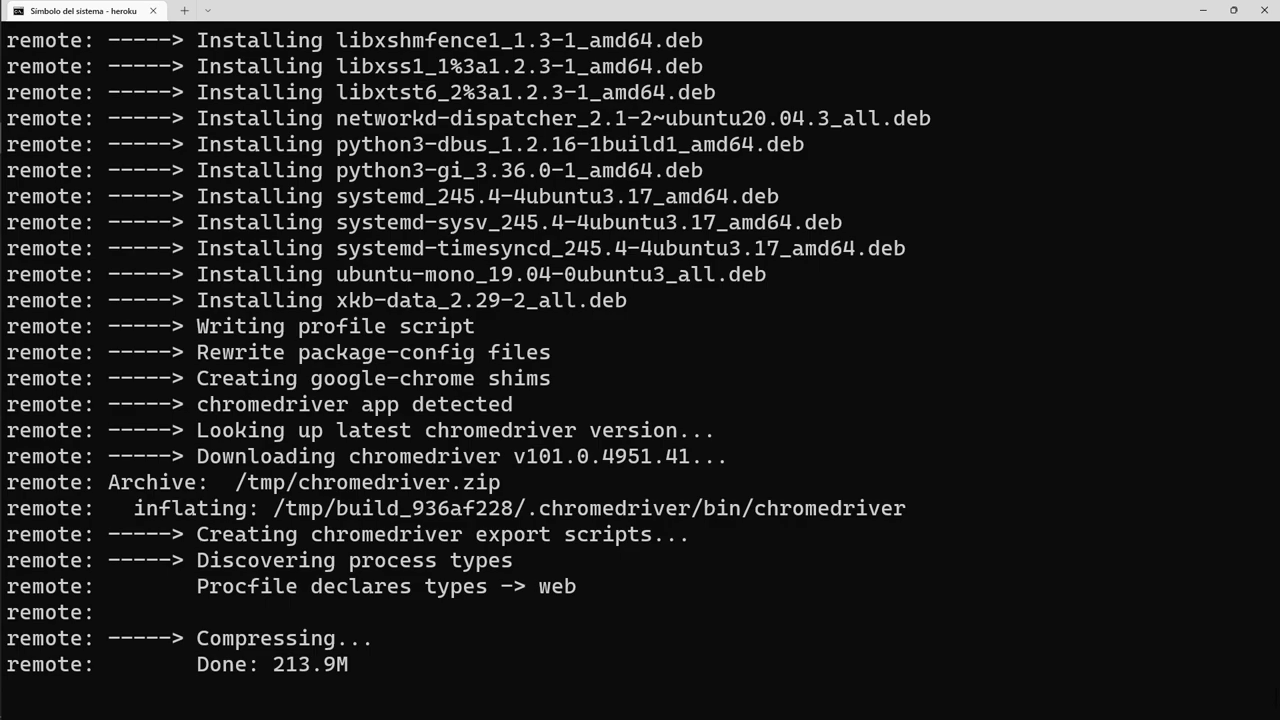 Símbolo del sistema - heroku
remote: -----> Installing libxshmfence1_1.3-1_amd64.deb
remote: -----> Installing libxss1_1%3a1.2.3-1_amd64.deb
remote: -----> Installing libxtst6_2%3a1.2.3-1_amd64.deb
remote: -----> Installing networkd-dispatcher_2.1-2~ubuntu20.04.3_all.deb
remote: -----> Installing python3-dbus_1.2.16-1build1_amd64.deb
remote: -----> Installing python3-gi_3.36.0-1_amd64.deb
remote: -----> Installing systemd_245.4-4ubuntu3.17_amd64.deb
remote: -----> Installing systemd-sysv_245.4-4ubuntu3.17_amd64.deb
remote: -----> Installing systemd-timesyncd_245.4-4ubuntu3.17_amd64.deb
remote: -----> Installing ubuntu-mono_19.04-0ubuntu3_all.deb
remote: -----> Installing xkb-data_2.29-2_all.deb
remote: -----> Writing profile script
remote: -----> Rewrite package-config files
remote: -----> Creating google-chrome shims
remote: -----> chromedriver app detected
remote: -----> Looking up latest chromedriver version...
remote: -----> Downloading chromedriver v101.0.4951.41...
remote: Archive:  /tmp/chromedriver.zip
remote:   inflating: /tmp/build_936af228/.chromedriver/bin/chromedriver
remote: -----> Creating chromedriver export scripts...
remote: -----> Discovering process types
remote:        Procfile declares types -> web
remote:
remote: -----> Compressing...
remote:        Done: 213.9M